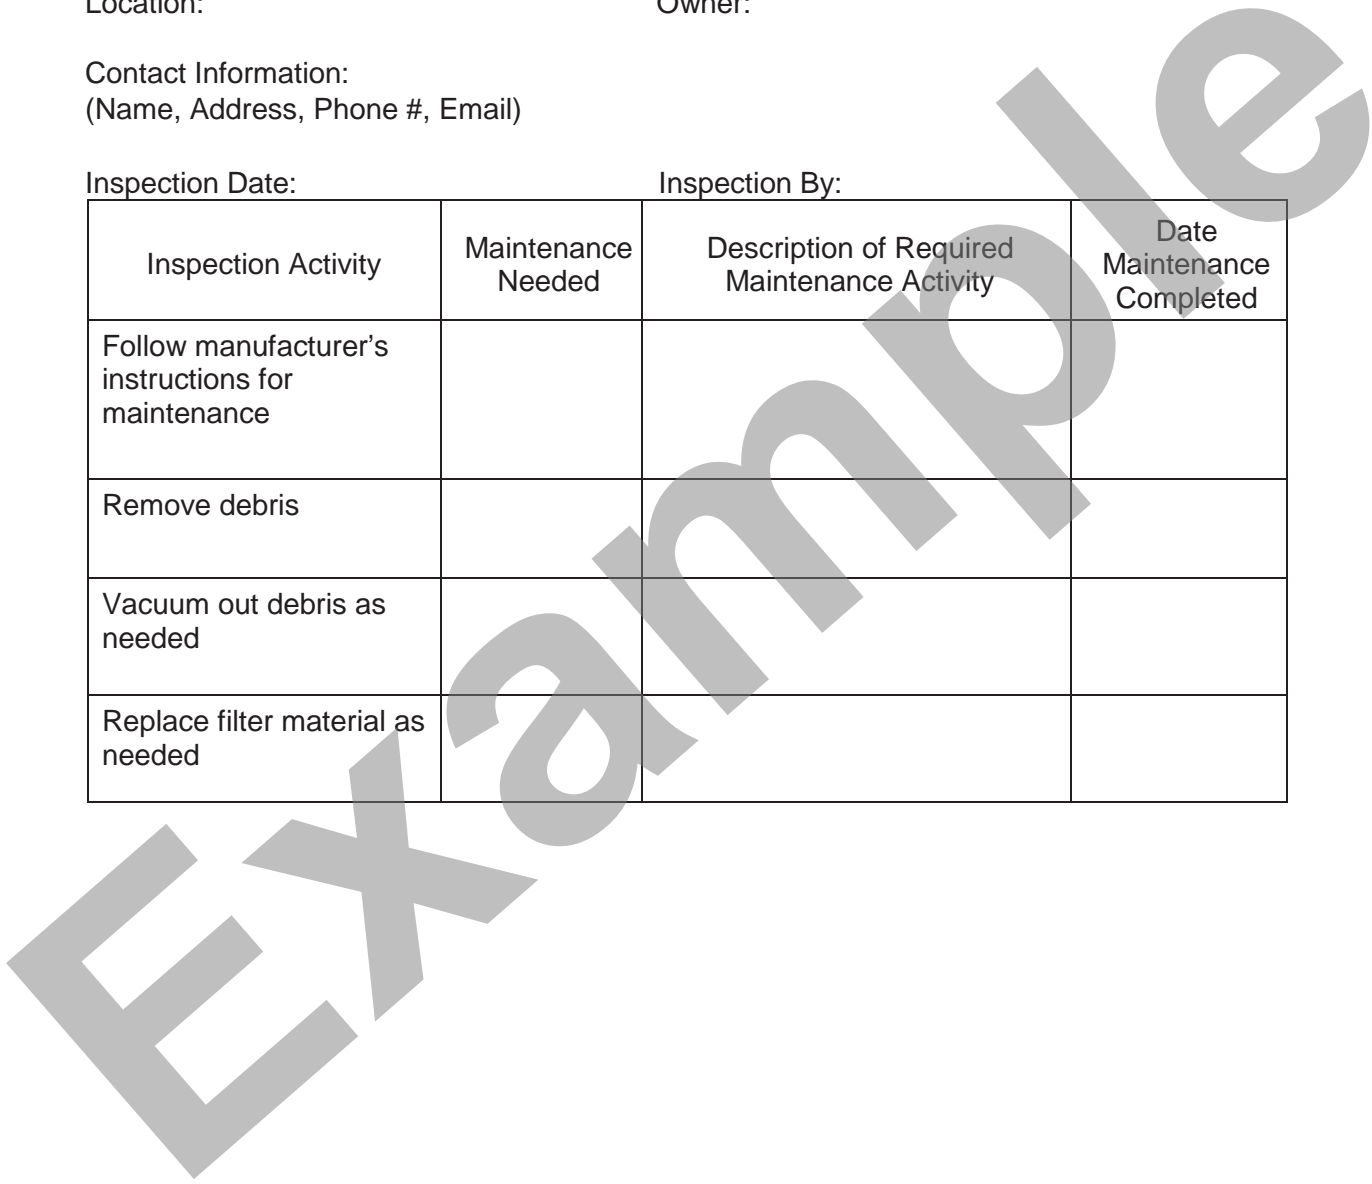 Location: Owner:
Contact Information:
(Name, Address, Phone #, Email)
Inspection Date: Inspection By:
Inspection Activity
Maintenance
Needed
Description of Required
Maintenance Activity
Date
Maintenance
Completed
Follow manufacturer’s
instructions for
maintenance
Remove debris
Vacuum out debris as
needed
Replace filter material as
needed
Example